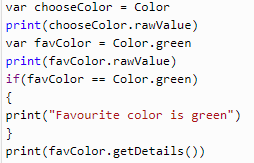 var chooseColor = Color
print(chooseColor.rawValue)
var favColor = Color.green
print(favColor.rawValue)
if(favColor == Color.green)
{
print("Favourite color is green")
}
print(favColor.getDetails())